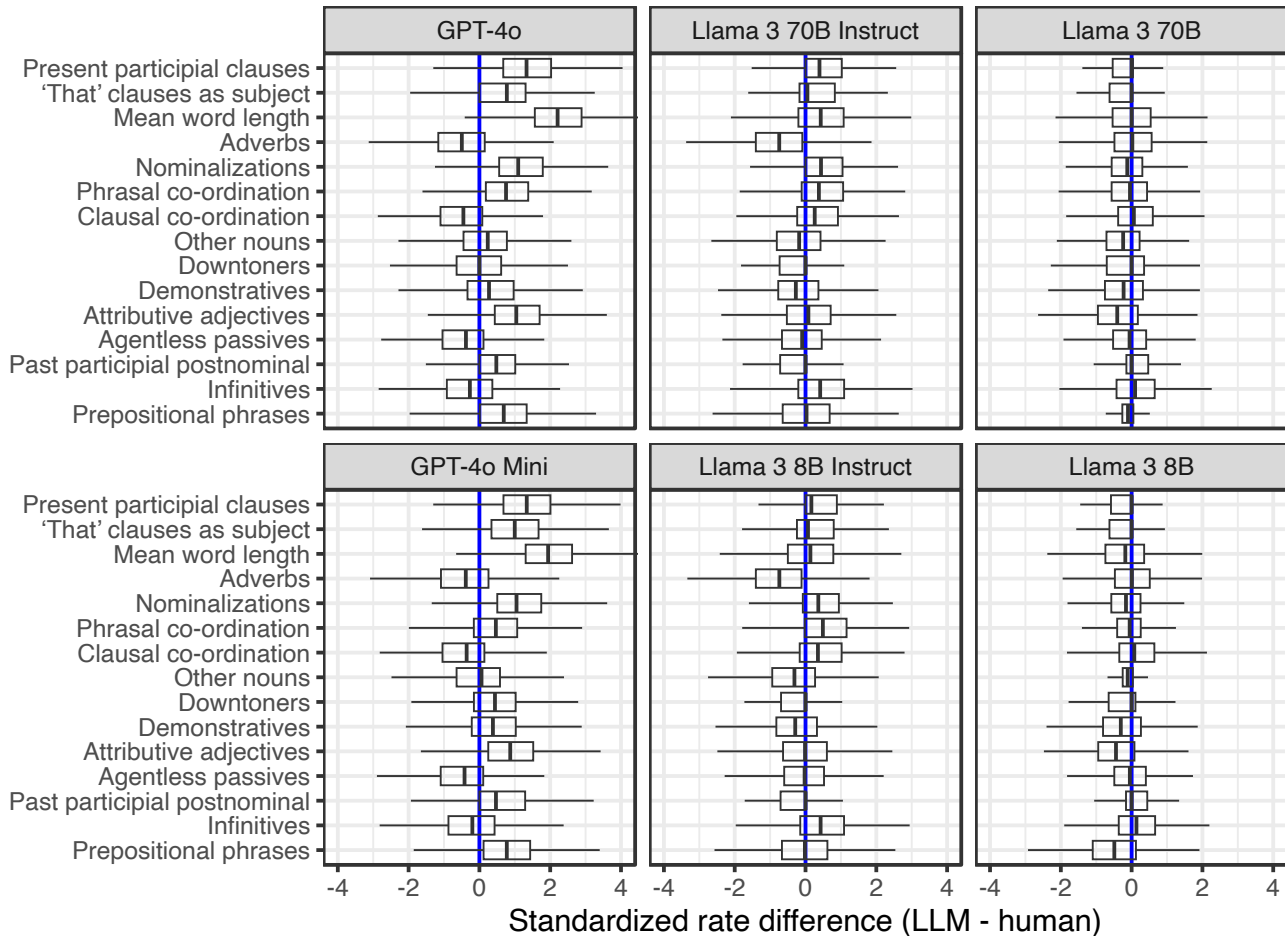 GPT-4o
Llama 3 70B Instruct
Llama 3 70B
Present participial clauses
‘That’ clauses as subject
Mean word length
Adverbs
Nominalizations
Phrasal co-ordination
Clausal co-ordination
Other nouns
Downtoners
Demonstratives
Attributive adjectives
Agentless passives
Past participial postnominal
Infinitives
Prepositional phrases
GPT-4o Mini
Llama 3 8B Instruct
Llama 3 8B
Present participial clauses
‘That’ clauses as subject
Mean word length
Adverbs
Nominalizations
Phrasal co-ordination
Clausal co-ordination
Other nouns
Downtoners
Demonstratives
Attributive adjectives
Agentless passives
Past participial postnominal
Infinitives
Prepositional phrases
-4 -2 0 2 4 -4 -2 0 2 4 -4 -2 0 2 4
Standardized rate difference (LLM - human)